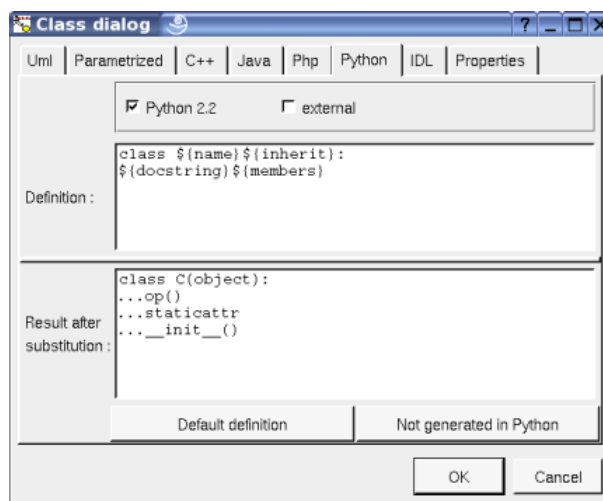 Class dialog
?
Uml Parametrized C++ Java Php Python IDL Properties
Python 2.2 external
Definition :
class ${name}${inherit}:
${docstring}${members}
Result after
substitution :
class C(object):
...op()
...staticattr
...__init__()
Default definition Not generated in Python
OK Cancel